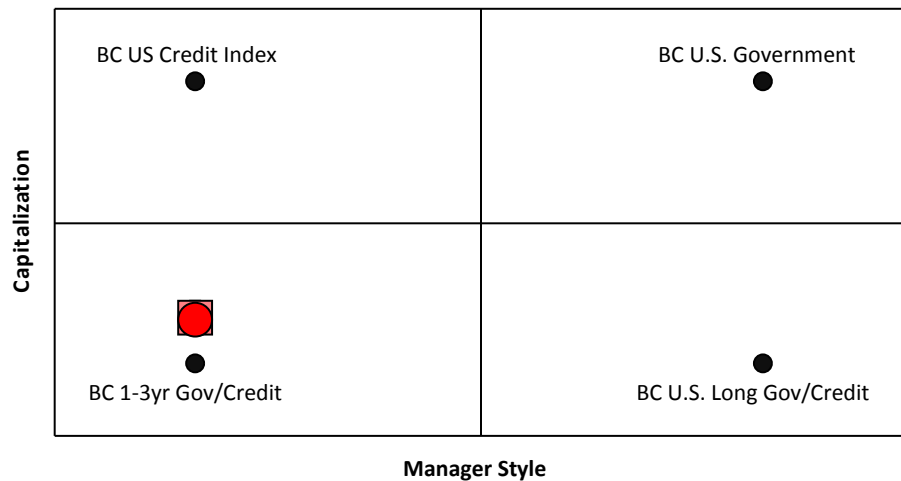 BC US Credit Index
BC U.S. Government
Capitalization
BC 1-3yr Gov/Credit
BC U.S. Long Gov/Credit
Manager Style